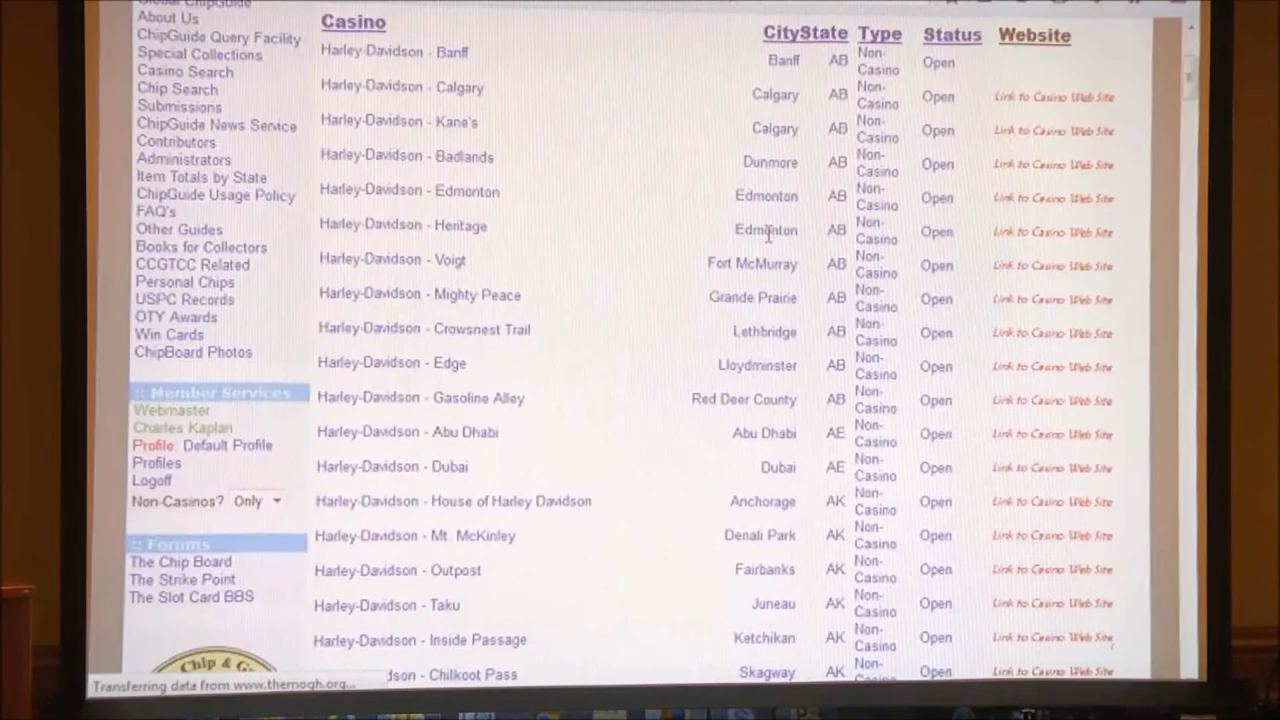 Global ChipGuide
About Us
ChipGuide Query Facility
Special Collections
Casino Search
Chip Search
Submissions
ChipGuide News Service
Contributors
Administrators
Item Totals by State
ChipGuide Usage Policy
FAQ's
Other Guides
Books for Collectors
CCGTCC Related
Personal Chips
USPC Records
OTY Awards
Win Cards
ChipBoard Photos
:: Member Services
Webmaster
Charles Kaplan
Profile: Default Profile
Profiles
Logoff
Non-Casinos? Only
:: Forums
The Chip Board
The Strike Point
The Slot Card BBS
Chip & G
Transferring data from www.themogh.org...
Casino CityState Type Status Website
Harley-Davidson - Banff Banff AB Non-Casino Open
Harley-Davidson - Calgary Calgary AB Non-Casino Open Link to Casino Web Site
Harley-Davidson - Kane's Calgary AB Non-Casino Open Link to Casino Web Site
Harley-Davidson - Badlands Dunmore AB Non-Casino Open Link to Casino Web Site
Harley-Davidson - Edmonton Edmonton AB Non-Casino Open Link to Casino Web Site
Harley-Davidson - Heritage Edmonton AB Non-Casino Open Link to Casino Web Site
Harley-Davidson - Voigt Fort McMurray AB Non-Casino Open Link to Casino Web Site
Harley-Davidson - Mighty Peace Grande Prairie AB Non-Casino Open Link to Casino Web Site
Harley-Davidson - Crowsnest Trail Lethbridge AB Non-Casino Open Link to Casino Web Site
Harley-Davidson - Edge Lloydminster AB Non-Casino Open Link to Casino Web Site
Harley-Davidson - Gasoline Alley Red Deer County AB Non-Casino Open Link to Casino Web Site
Harley-Davidson - Abu Dhabi Abu Dhabi AE Non-Casino Open Link to Casino Web Site
Harley-Davidson - Dubai Dubai AE Non-Casino Open Link to Casino Web Site
Harley-Davidson - House of Harley Davidson Anchorage AK Non-Casino Open Link to Casino Web Site
Harley-Davidson - Mt. McKinley Denali Park AK Non-Casino Open Link to Casino Web Site
Harley-Davidson - Outpost Fairbanks AK Non-Casino Open Link to Casino Web Site
Harley-Davidson - Taku Juneau AK Non-Casino Open Link to Casino Web Site
Harley-Davidson - Inside Passage Ketchikan AK Non-Casino Open Link to Casino Web Site
dson - Chilkoot Pass Skagway AK Non- Open Link to Casino Web Site